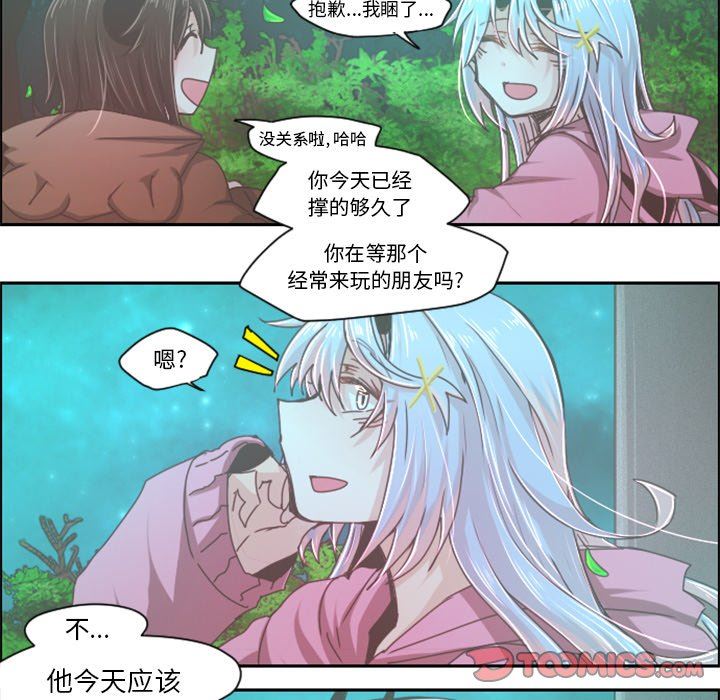 抱歉...我睏了...
没关系啦,哈哈
你今天已经
撑的够久了
你在等那个
经常来玩的朋友吗?
嗯?
不...
他今天应该
TOOMICS.COM